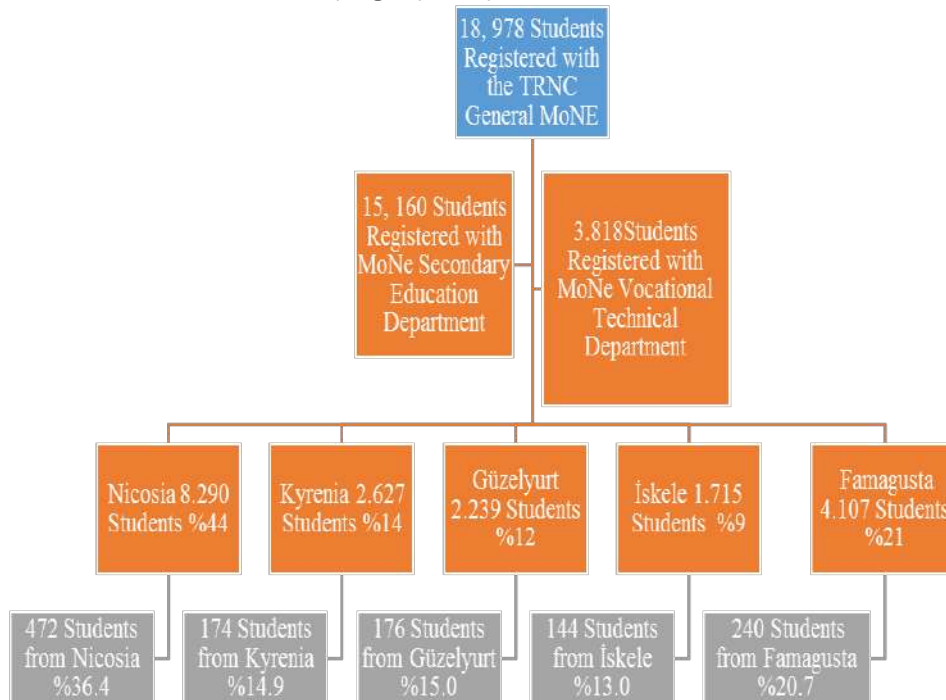 18, 978 Students
Registered with
the TRNC
General MoNE
15, 160 Students
Registered with
MoNe Secondary
Education
Department
3.818Students
Registered with
MoNe Vocational
Technical
Department
Nicosia 8.290
Students %44
Kyrenia 2.627
Students %14
Güzelyurt
2.239 Students
%12
İskele 1.715
Students %9
Famagusta
4.107 Students
%21
472 Students
from Nicosia
%36.4
174 Students
from Kyrenia
%14.9
176 Students
from Güzelyurt
%15.0
144 Students
from İskele
%13.0
240 Students
from Famagusta
%20.7